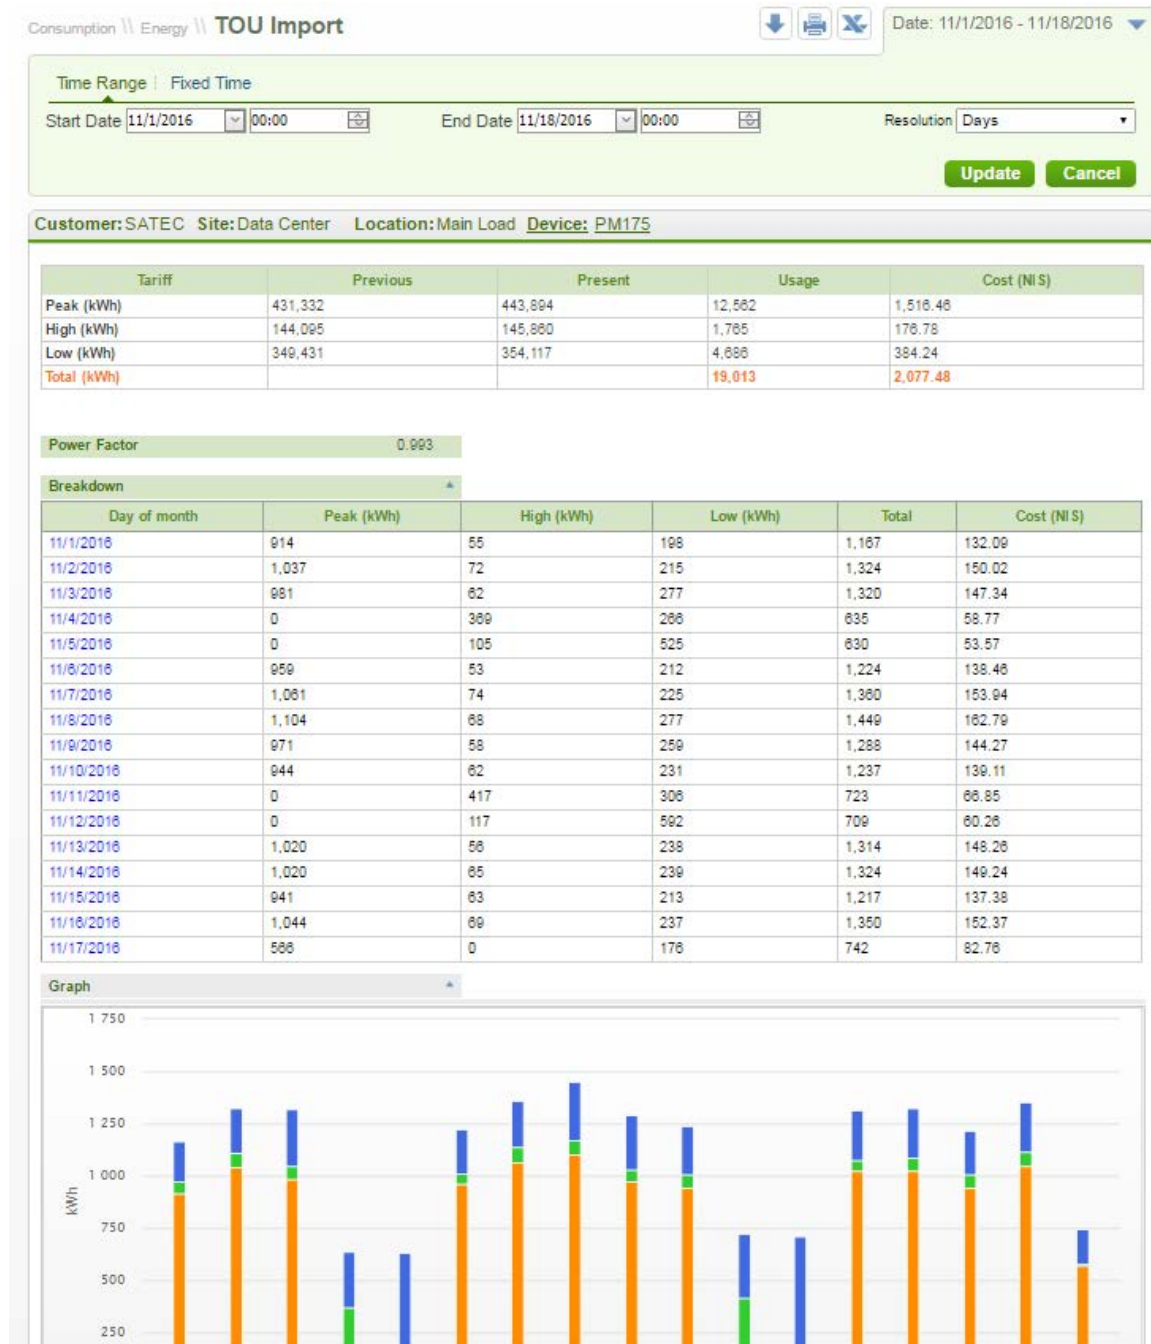 Consumption \\ Energy \\ TOU Import
Date: 11/1/2016 - 11/18/2016
Time Range | Fixed Time
Start Date 11/1/2016 00:00 End Date 11/18/2016 00:00 Resolution Days
Update Cancel
Customer: SATEC Site: Data Center Location: Main Load Device: PM175
Tariff Previous Present Usage Cost (NIS)
Peak (kWh) 431,332 443,894 12,562 1,516.46
High (kWh) 144,095 145,860 1,765 176.78
Low (kWh) 349,431 354,117 4,686 384.24
Total (kWh) 19,013 2,077.48
Power Factor 0.993
Breakdown
Day of month Peak (kWh) High (kWh) Low (kWh) Total Cost (NIS)
11/1/2016 914 55 198 1,167 132.09
11/2/2016 1,037 72 215 1,324 150.02
11/3/2016 981 62 277 1,320 147.34
11/4/2016 0 369 266 635 58.77
11/5/2016 0 105 525 630 53.57
11/6/2016 959 53 212 1,224 138.46
11/7/2016 1,061 74 225 1,360 153.94
11/8/2016 1,104 68 277 1,449 162.79
11/9/2016 971 58 259 1,288 144.27
11/10/2016 944 62 231 1,237 139.11
11/11/2016 0 417 306 723 66.85
11/12/2016 0 117 592 709 60.26
11/13/2016 1,020 56 238 1,314 148.26
11/14/2016 1,020 65 239 1,324 149.24
11/15/2016 941 63 213 1,217 137.38
11/16/2016 1,044 69 237 1,350 152.37
11/17/2016 566 0 176 742 82.76
Graph
1 750
1 500
1 250
1 000
kWh
750
500
250